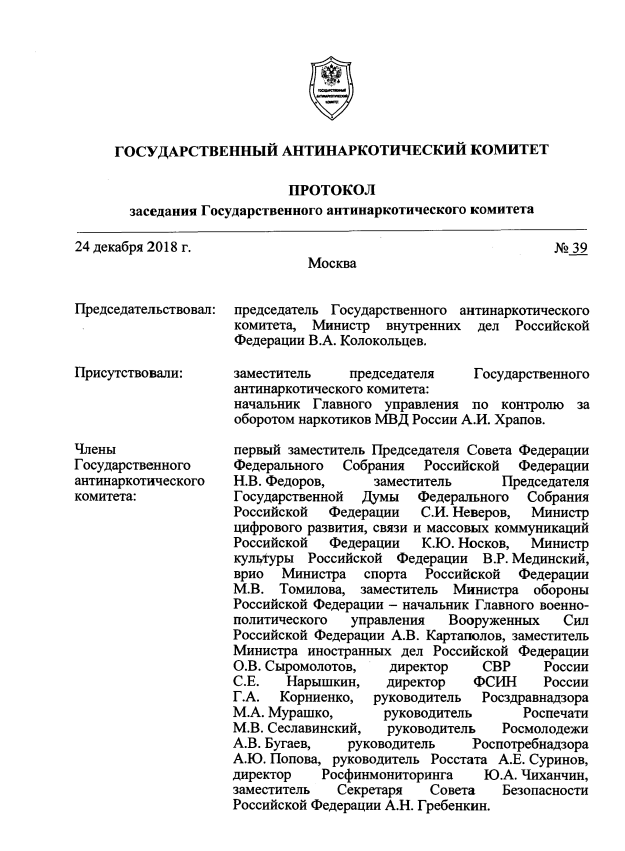 ГОСУДАРСТВЕННЫЙ
АНТИНАРКОТИЧЕСКИЙ
КОМИТЕТ
ГОСУДАРСТВЕННЫЙ АНТИНАРКОТИЧЕСКИЙ КОМИТЕТ
ПРОТОКОЛ
заседания Государственного антинаркотического комитета
24 декабря 2018 г. № 39
Москва
Председательствовал: председатель Государственного антинаркотического
комитета, Министр внутренних дел Российской
Федерации В.А. Колокольцев.
Присутствовали: заместитель председателя Государственного
антинаркотического комитета:
начальник Главного управления по контролю за
оборотом наркотиков МВД России А.И. Храпов.
Члены первый заместитель Председателя Совета Федерации
Государственного Федерального Собрания Российской Федерации
антинаркотического Н.В. Федоров, заместитель Председателя
комитета: Государственной Думы Федерального Собрания
Российской Федерации С.И. Неверов, Министр
цифрового развития, связи и массовых коммуникаций
Российской Федерации К.Ю. Носков, Министр
культуры Российской Федерации В.Р. Мединский,
врио Министра спорта Российской Федерации
М.В. Томилова, заместитель Министра обороны
Российской Федерации – начальник Главного военно-
политического управления Вооруженных Сил
Российской Федерации А.В. Картаполов, заместитель
Министра иностранных дел Российской Федерации
О.В. Сыромолотов, директор СВР России
С.Е. Нарышкин, директор ФСИН России
Г.А. Корниенко, руководитель Росздравнадзора
М.А. Мурашко, руководитель Роспечати
М.В. Сеславинский, руководитель Росмолодежи
А.В. Бугаев, руководитель Роспотребнадзора
А.Ю. Попова, руководитель Росстата А.Е. Суринов,
директор Росфинмониторинга Ю.А. Чиханчин,
заместитель Секретаря Совета Безопасности
Российской Федерации А.Н. Гребенкин.